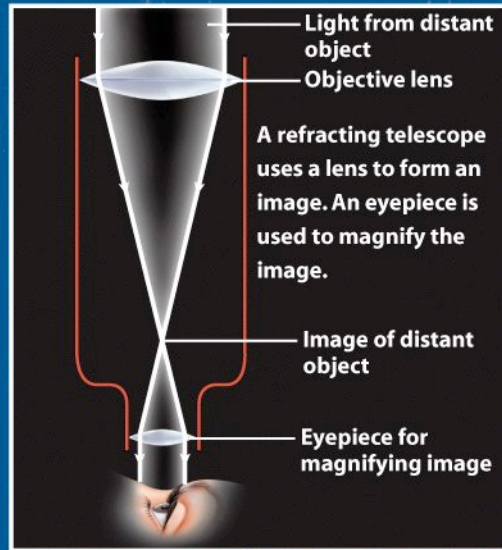 Light from distant
object
Objective lens
A refracting telescope
uses a lens to form an
image. An eyepiece is
used to magnify the
image.
Image of distant
object
Eyepiece for
magnifying image